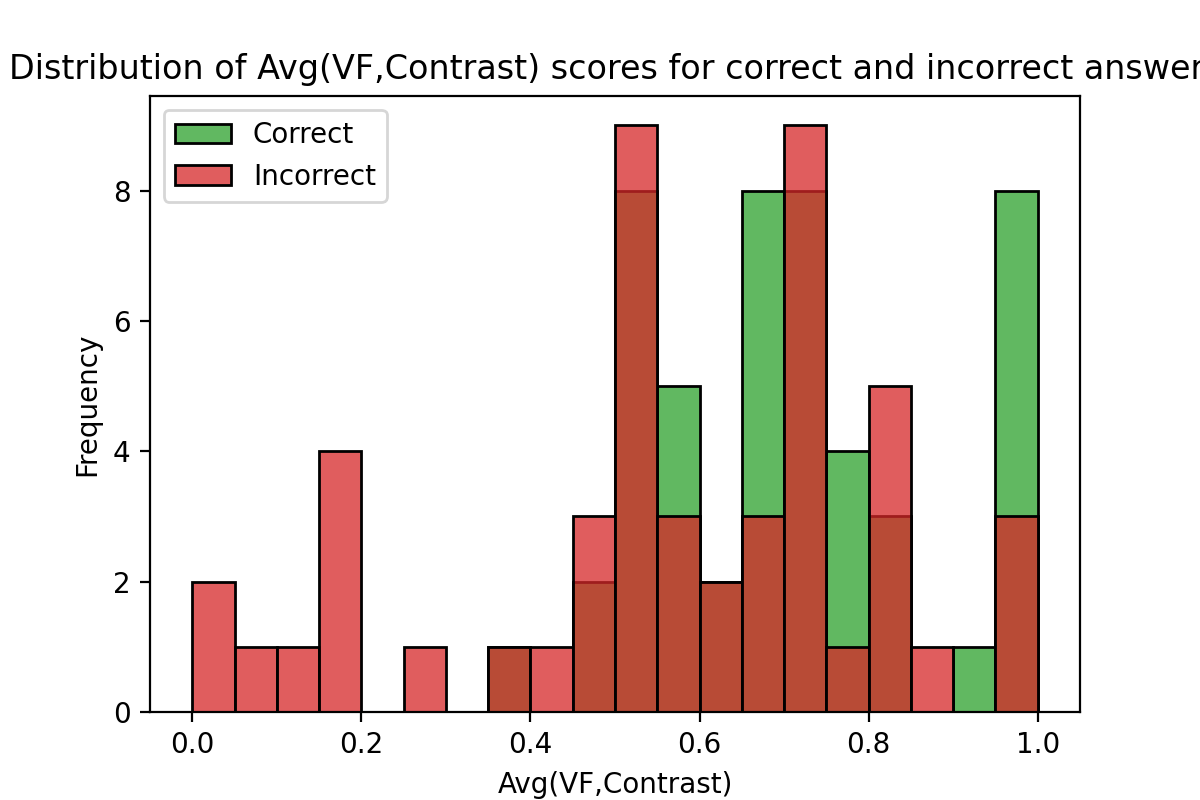 Distribution of Avg(VF,Contrast) scores for correct and incorrect answer
Correct
Incorrect
Frequency
8
6
4
2
0
0.0 0.2 0.4 0.6 0.8 1.0
Avg(VF,Contrast)